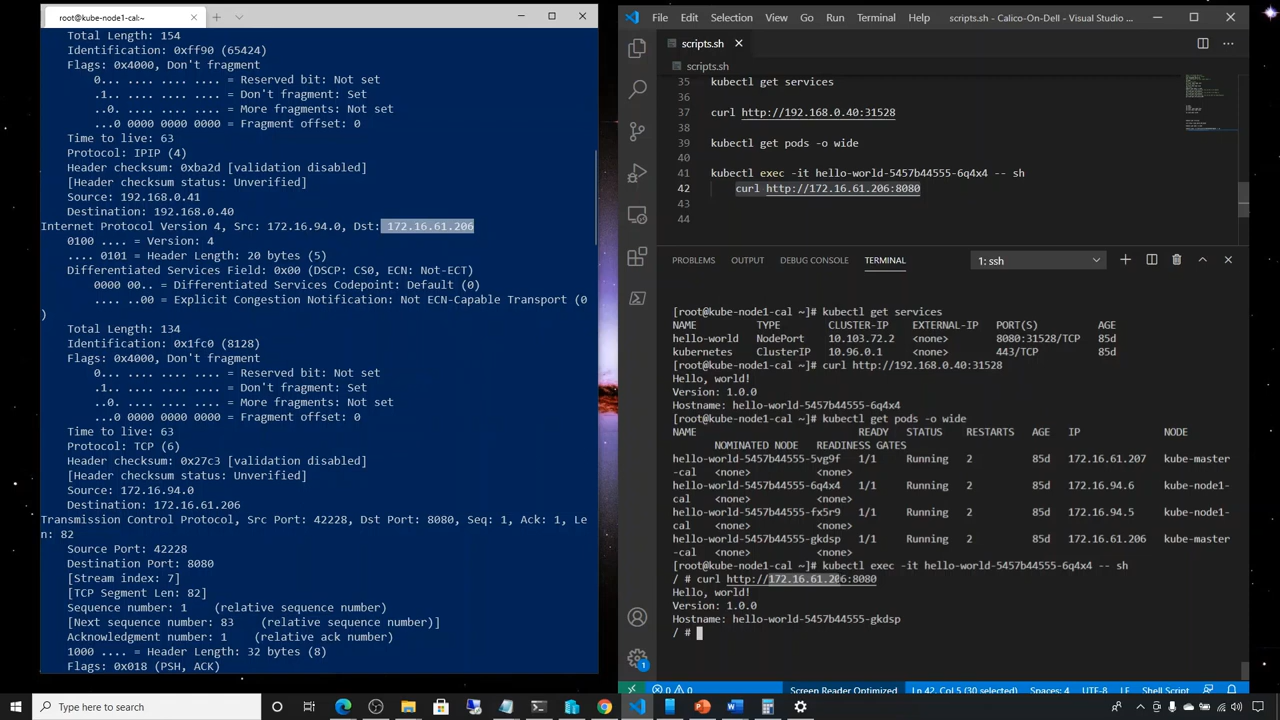 root@kube-node1-cal:~
Total Length: 154
Identification: 0xff90 (65424)
Flags: 0x4000, Don't fragment
0... .... .... .... = Reserved bit: Not set
.1.. .... .... .... = Don't fragment: Set
..0. .... .... .... = More fragments: Not set
...0 0000 0000 0000 = Fragment offset: 0
Time to live: 63
Protocol: IPIP (4)
Header checksum: 0xba2d [validation disabled]
[Header checksum status: Unverified]
Source: 192.168.0.41
Destination: 192.168.0.40
Internet Protocol Version 4, Src: 172.16.94.0, Dst: 172.16.61.206
0100 .... = Version: 4
.... 0101 = Header Length: 20 bytes (5)
Differentiated Services Field: 0x00 (DSCP: CS0, ECN: Not-ECT)
0000 00.. = Differentiated Services Codepoint: Default (0)
.... ..00 = Explicit Congestion Notification: Not ECN-Capable Transport (0
)
Total Length: 134
Identification: 0x1fc0 (8128)
Flags: 0x4000, Don't fragment
0... .... .... .... = Reserved bit: Not set
.1.. .... .... .... = Don't fragment: Set
..0. .... .... .... = More fragments: Not set
...0 0000 0000 0000 = Fragment offset: 0
Time to live: 63
Protocol: TCP (6)
Header checksum: 0x27c3 [validation disabled]
[Header checksum status: Unverified]
Source: 172.16.94.0
Destination: 172.16.61.206
Transmission Control Protocol, Src Port: 42228, Dst Port: 8080, Seq: 1, Ack: 1, Le
n: 82
Source Port: 42228
Destination Port: 8080
[Stream index: 7]
[TCP Segment Len: 82]
Sequence number: 1    (relative sequence number)
[Next sequence number: 83    (relative sequence number)]
Acknowledgment number: 1    (relative ack number)
1000 .... = Header Length: 32 bytes (8)
Flags: 0x018 (PSH, ACK)
File Edit Selection View Go Run Terminal Help scripts.sh - Calico-On-Dell - Visual Studio
scripts.sh
scripts.sh
35 kubectl get services
36
37 curl http://192.168.0.40:31528
38
39 kubectl get pods -o wide
40
41 kubectl exec -it hello-world-5457b44555-6q4x4 -- sh
42 curl http://172.16.61.206:8080
43
44
PROBLEMS OUTPUT DEBUG CONSOLE TERMINAL 1: ssh
[root@kube-node1-cal ~]# kubectl get services
NAME TYPE CLUSTER-IP EXTERNAL-IP PORT(S) AGE
hello-world NodePort 10.103.72.2 <none> 8080:31528/TCP 85d
kubernetes ClusterIP 10.96.0.1 <none> 443/TCP 85d
[root@kube-node1-cal ~]# curl http://192.168.0.40:31528
Hello, world!
Version: 1.0.0
Hostname: hello-world-5457b44555-6q4x4
[root@kube-node1-cal ~]# kubectl get pods -o wide
NAME READY STATUS RESTARTS AGE IP NODE
NOMINATED NODE READINESS GATES
hello-world-5457b44555-5vg9f 1/1 Running 2 85d 172.16.61.207 kube-master
-cal <none> <none>
hello-world-5457b44555-6q4x4 1/1 Running 2 85d 172.16.94.6 kube-node1-
cal <none> <none>
hello-world-5457b44555-fx5r9 1/1 Running 2 85d 172.16.94.5 kube-node1-
cal <none> <none>
hello-world-5457b44555-gkdsp 1/1 Running 2 85d 172.16.61.206 kube-master
-cal <none> <none>
[root@kube-node1-cal ~]# kubectl exec -it hello-world-5457b44555-6q4x4 -- sh
/ # curl http://172.16.61.206:8080
Hello, world!
Version: 1.0.0
Hostname: hello-world-5457b44555-gkdsp
/ #
1
0 0 Screen Reader Optimized Ln 42, Col 5 (30 selected) Spaces: 4 UTF-8 LF Shell Script
Type here to search